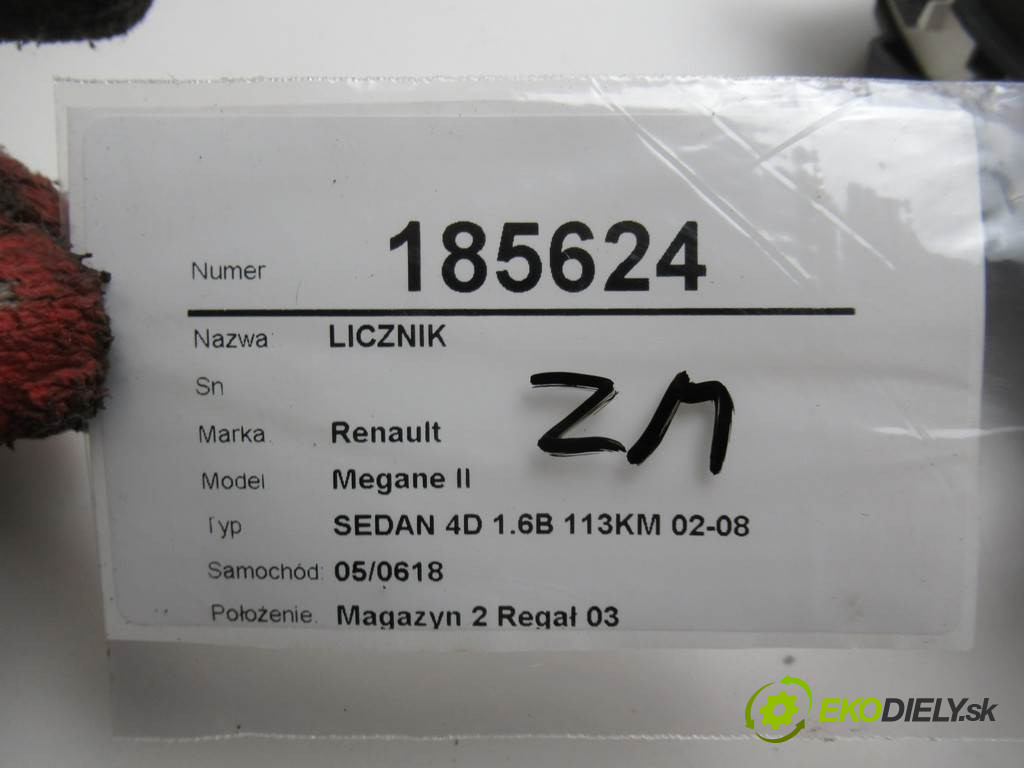 Numer 185624
Nazwa LICZNIK
Sn
Marka Renault
Model Megane II
Typ SEDAN 4D 1.6B 113KM 02-08
Samochód: 05/0618
Położenie. Magazyn 2 Regał 03
ZM
EKODIELY.sk